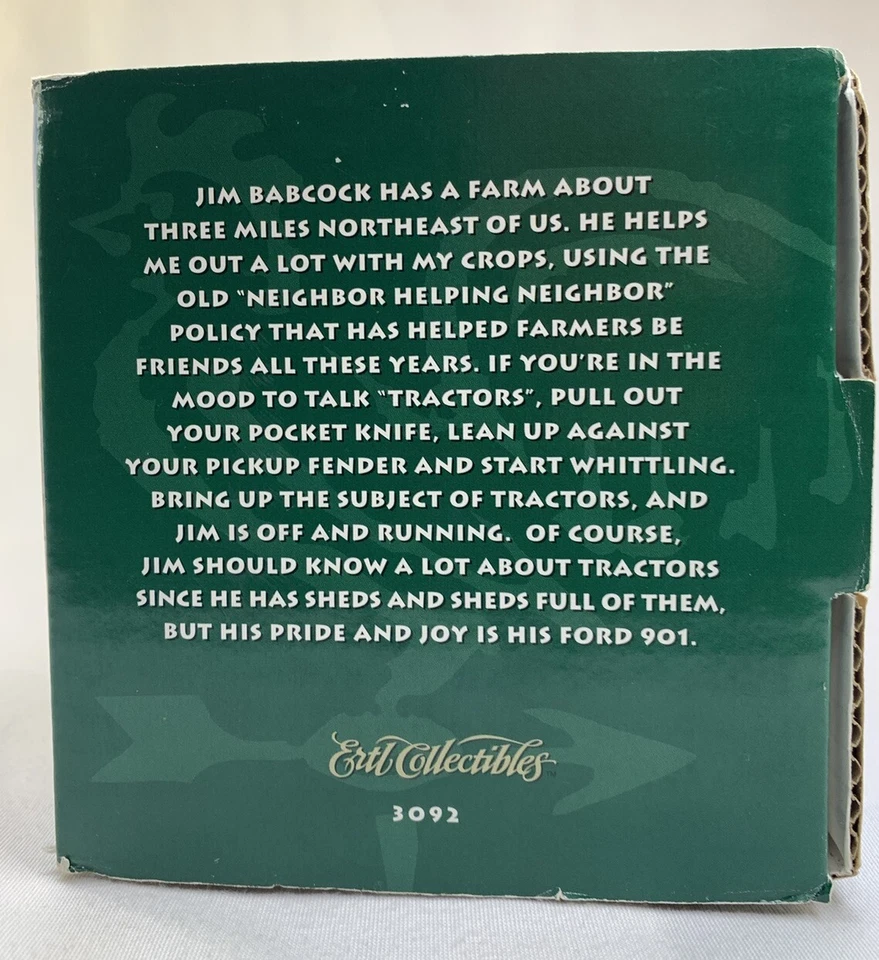 JIM BABCOCK HAS A FARM ABOUT
THREE MILES NORTHEAST OF US. HE HELPS
ME OUT A LOT WITH MY CROPS, USING THE
OLD "NEIGHBOR HELPING NEIGHBOR"
POLICY THAT HAS HELPED FARMERS BE
FRIENDS ALL THESE YEARS. IF YOU'RE IN THE
MOOD TO TALK "TRACTORS", PULL OUT
YOUR POCKET KNIFE, LEAN UP AGAINST
YOUR PICKUP FENDER AND START WHITTLING.
BRING UP THE SUBJECT OF TRACTORS, AND
JIM IS OFF AND RUNNING. OF COURSE,
JIM SHOULD KNOW A LOT ABOUT TRACTORS
SINCE HE HAS SHEDS AND SHEDS FULL OF THEM,
BUT HIS PRIDE AND JOY IS HIS FORD 901.
Ertl Collectibles™
3092